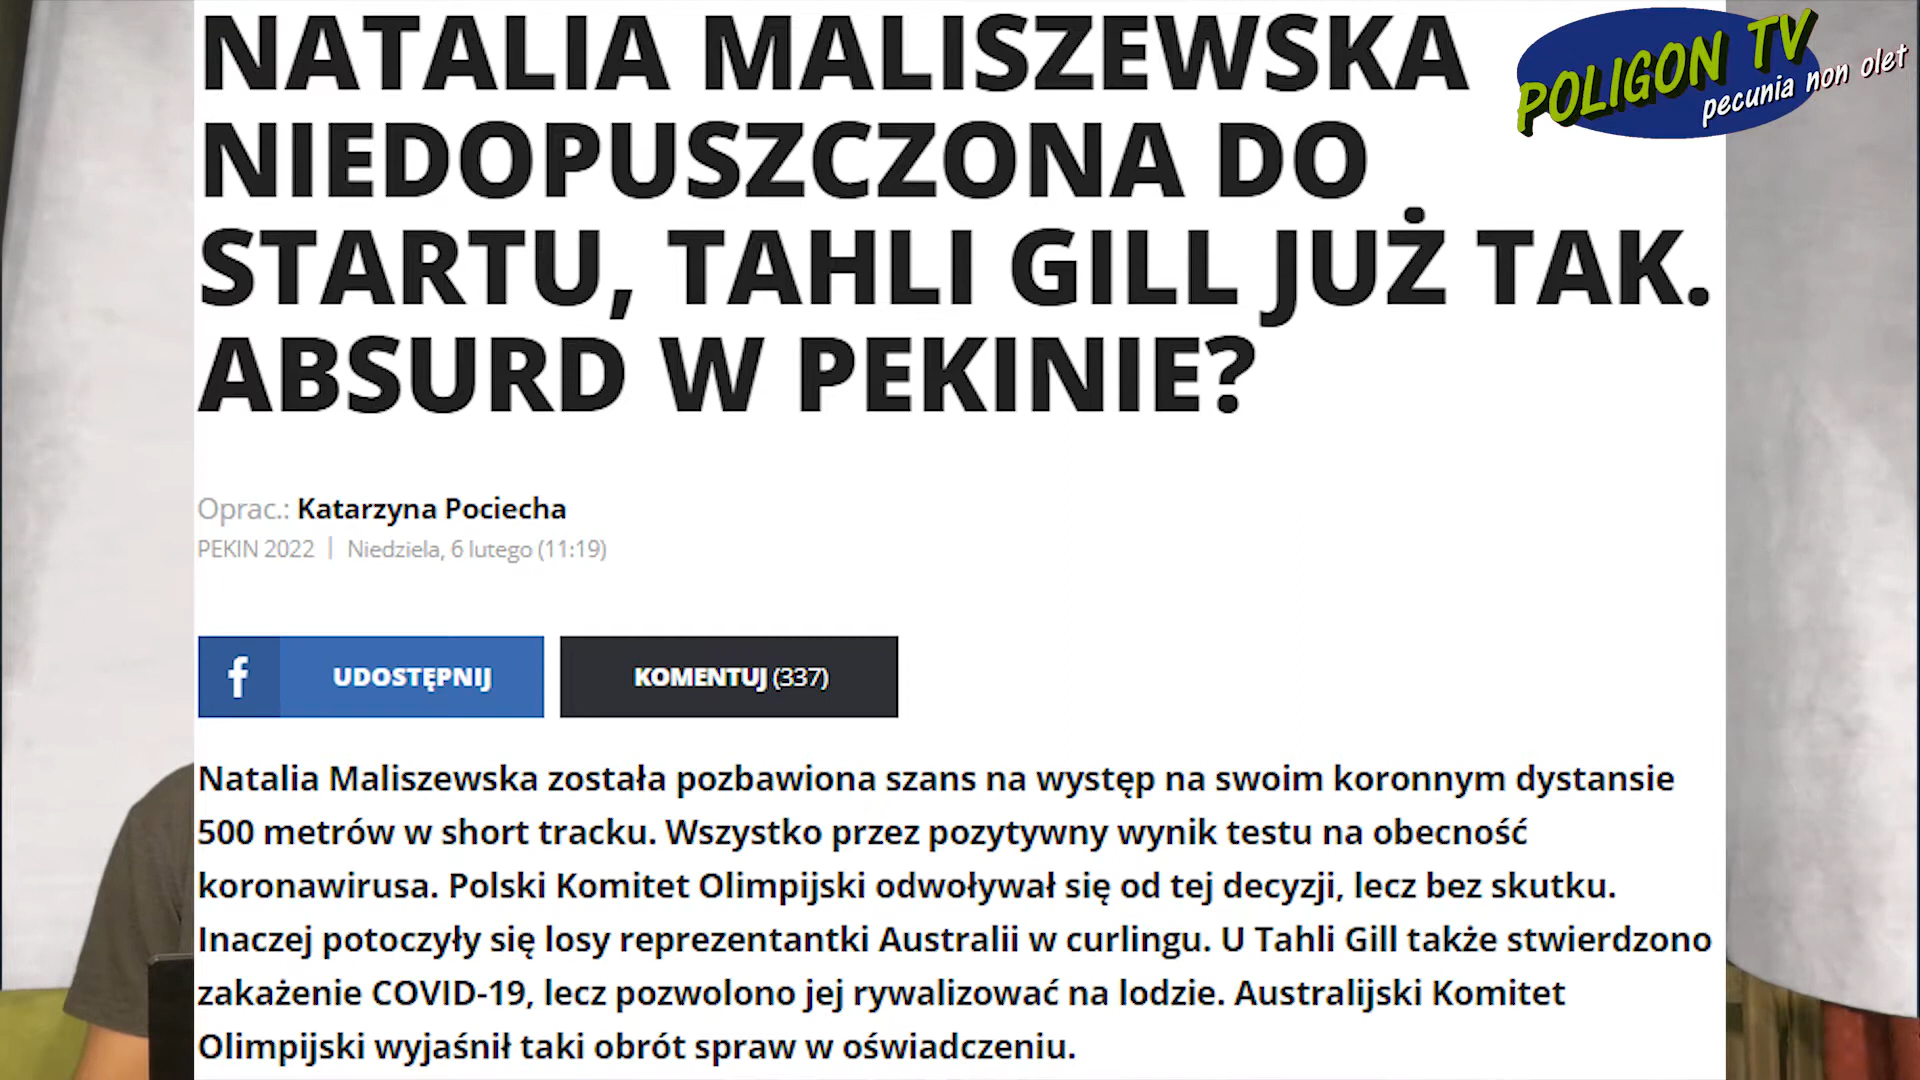 NATALIA MALISZEWSKA
NIEDOPUSZCZONA DO
STARTU, TAHLI GILL JUŻ TAK.
ABSURD W PEKINIE?
POLIGON TV
pecunia non olet
Oprac.: Katarzyna Pociecha
PEKIN 2022 | Niedziela, 6 lutego (11:19)
f UDOSTĘPNIJ KOMENTUJ (337)
Natalia Maliszewska została pozbawiona szans na występ na swoim koronnym dystansie
500 metrów w short tracku. Wszystko przez pozytywny wynik testu na obecność
koronawirusa. Polski Komitet Olimpijski odwoływał się od tej decyzji, lecz bez skutku.
Inaczej potoczyły się losy reprezentantki Australii w curlingu. U Tahli Gill także stwierdzono
zakażenie COVID-19, lecz pozwolono jej rywalizować na lodzie. Australijski Komitet
Olimpijski wyjaśnił taki obrót spraw w oświadczeniu.